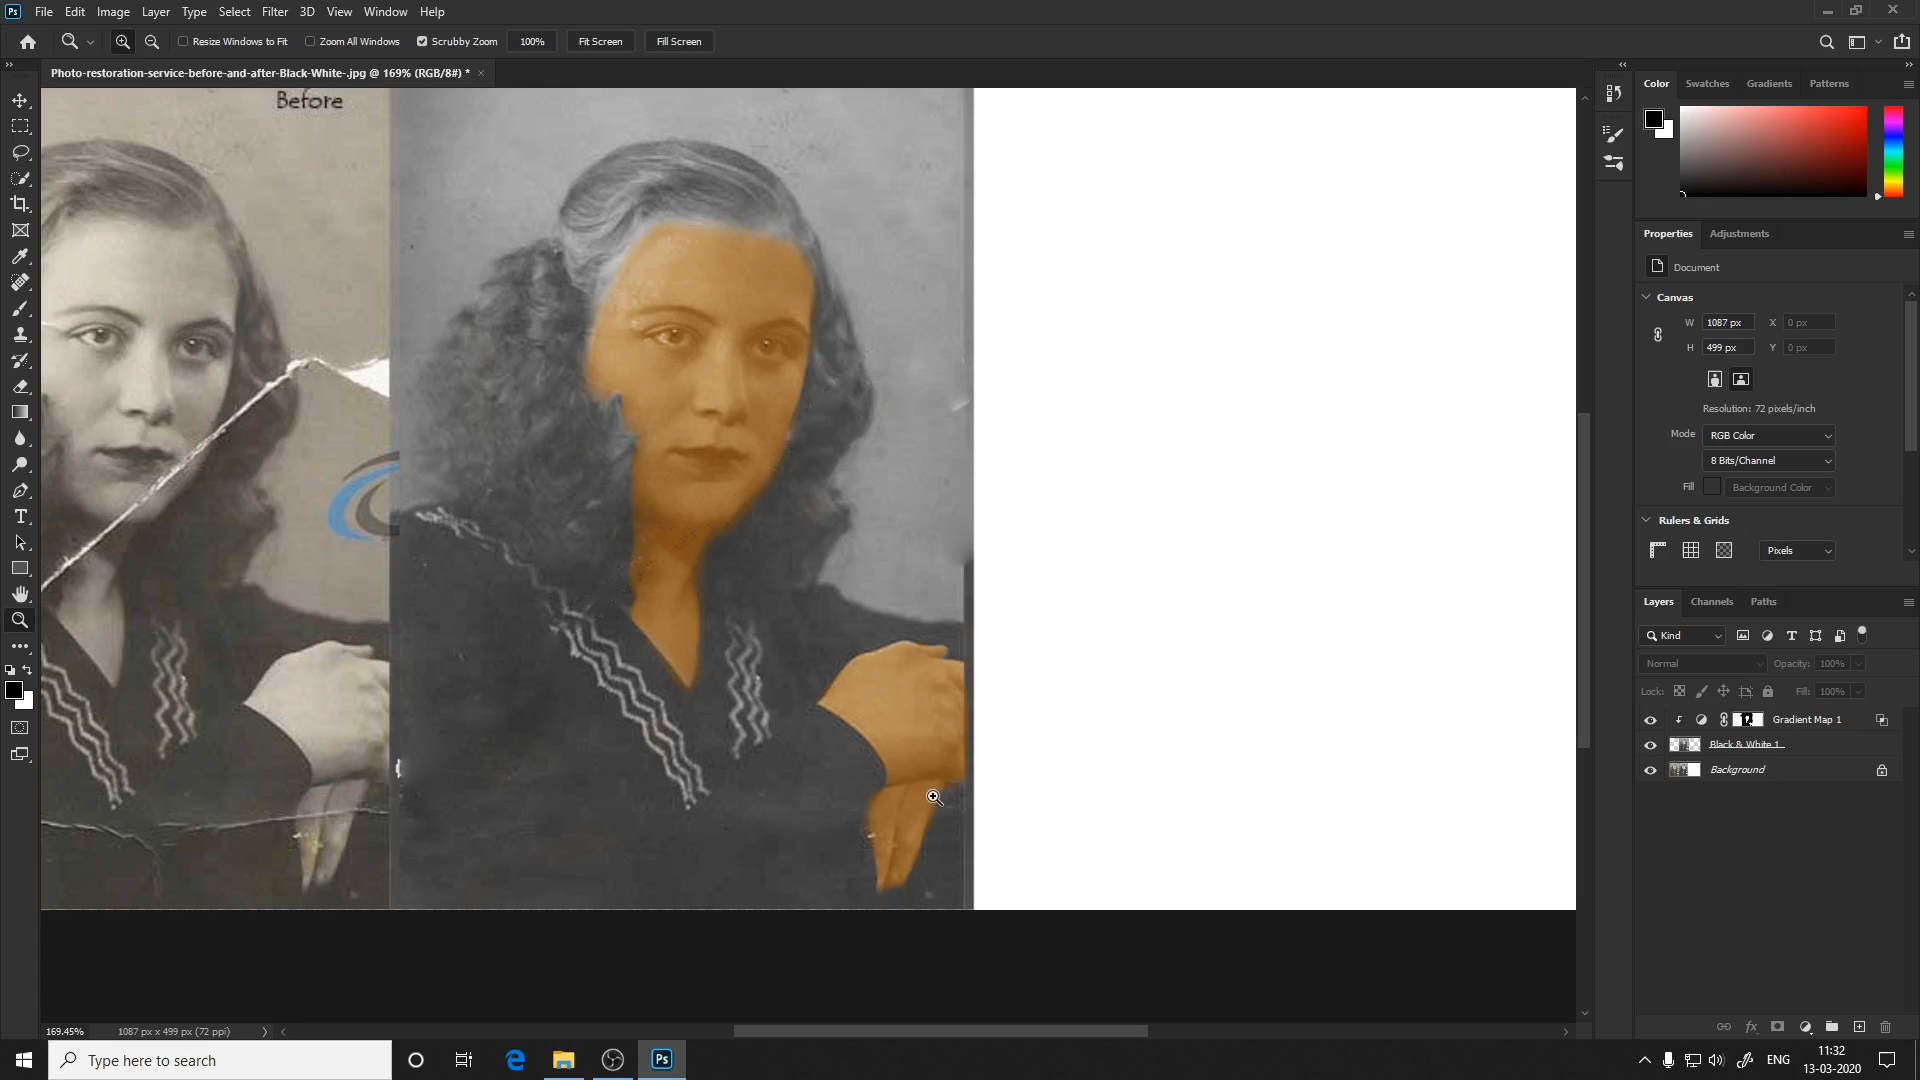 Ps File Edit Image Layer Type Select Filter 3D View Window Help
Resize Windows to Fit Zoom All Windows Scrubby Zoom 100% Fit Screen Fill Screen
Photo-restoration-service-before-and-after-Black-White-.jpg @ 169% (RGB/8#) *
Before
Color Swatches Gradients Patterns
Properties Adjustments
Document
Canvas
W 1087 px X 0 px
H 499 px Y 0 px
Resolution: 72 pixels/inch
Mode RGB Color
8 Bits/Channel
Fill Background Color
Rulers & Grids
Pixels
Layers Channels Paths
Kind
Normal Opacity: 100%
Lock: Fill: 100%
Gradient Map 1
Black & White 1
Background
169.45% 1087 px x 499 px (72 ppi)
Type here to search
Ps
ENG
11:32
13-03-2020